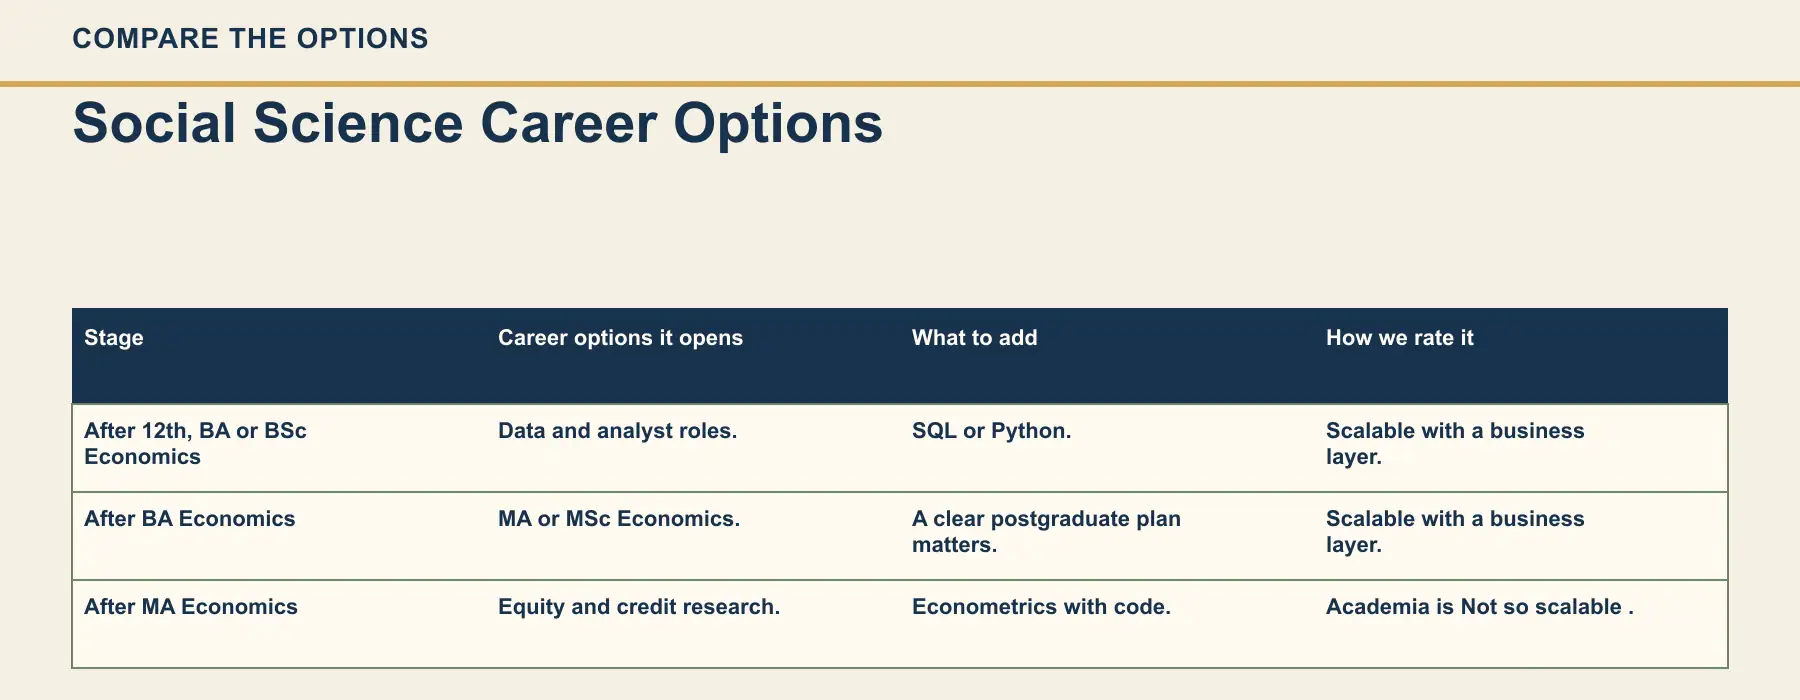 COMPARE THE OPTIONS
Social Science Career Options
Stage
Career options it opens
What to add
How we rate it
After 12th, BA or BSc
Economics
Data and analyst roles.
SQL or Python.
Scalable with a business
layer.
After BA Economics
MA or MSc Economics.
A clear postgraduate plan
matters.
Scalable with a business
layer.
After MA Economics
Equity and credit research.
Econometrics with code.
Academia is Not so scalable .